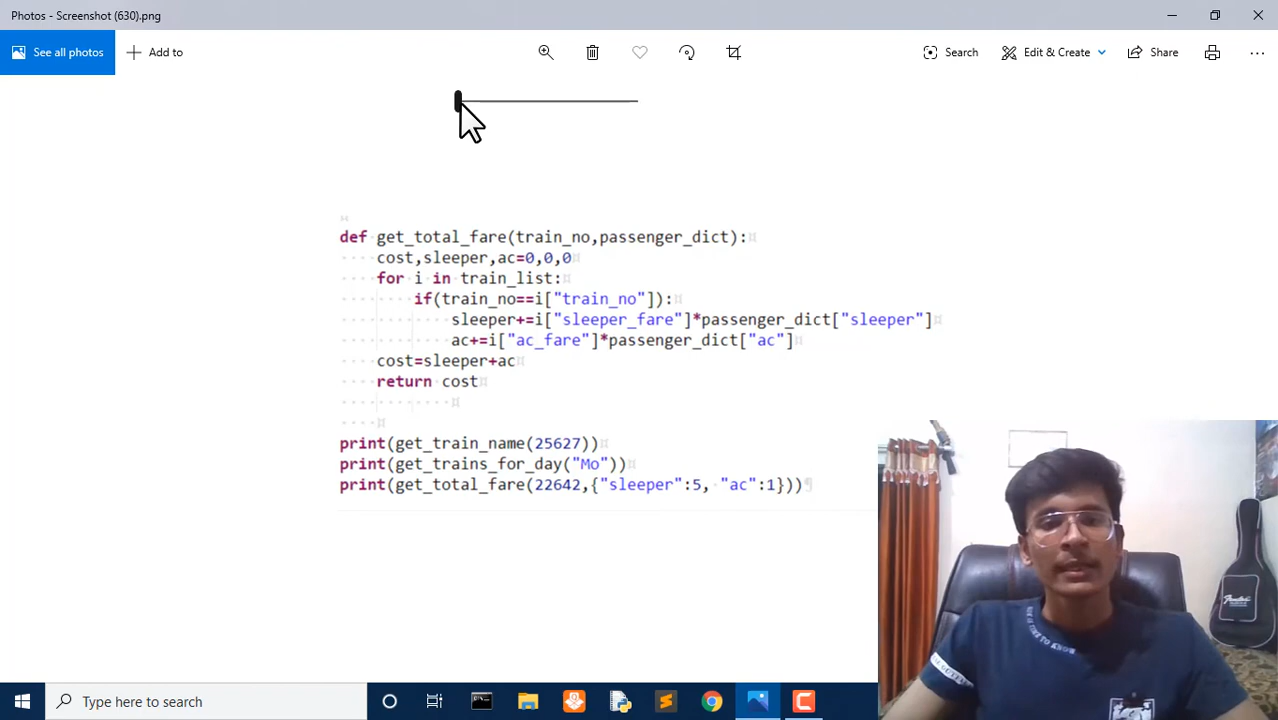 Photos - Screenshot (630).png
See all photos
Add to
Search
Edit & Create
Share
def get_total_fare(train_no,passenger_dict):
cost,sleeper,ac=0,0,0
for i in train_list:
if(train_no==i["train_no"]):
sleeper+=i["sleeper_fare"]*passenger_dict["sleeper"]
ac+=i["ac_fare"]*passenger_dict["ac"]
cost=sleeper+ac
return cost
print(get_train_name(25627))
print(get_trains_for_day("Mo"))
print(get_total_fare(22642,{"sleeper":5, "ac":1}))
Fender
Type here to search